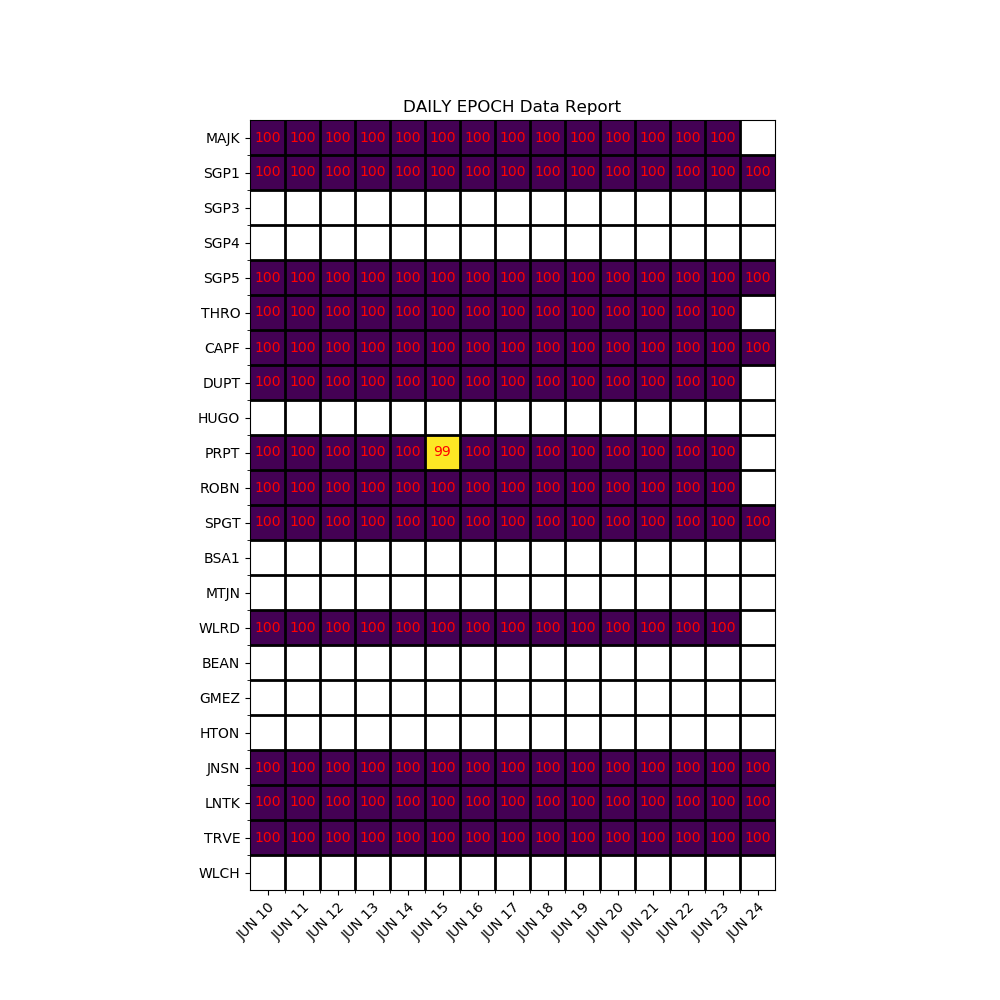 DAILY EPOCH Data Report
MAJK 100 100 100 100 100 100 100 100 100 100 100 100 100 100
SGP1 100 100 100 100 100 100 100 100 100 100 100 100 100 100 100
SGP3
SGP4
SGP5 100 100 100 100 100 100 100 100 100 100 100 100 100 100 100
THRO 100 100 100 100 100 100 100 100 100 100 100 100 100 100
CAPF 100 100 100 100 100 100 100 100 100 100 100 100 100 100 100
DUPT 100 100 100 100 100 100 100 100 100 100 100 100 100 100
HUGO
PRPT 100 100 100 100 100 99 100 100 100 100 100 100 100 100
ROBN 100 100 100 100 100 100 100 100 100 100 100 100 100 100
SPGT 100 100 100 100 100 100 100 100 100 100 100 100 100 100 100
BSA1
MTJN
WLRD 100 100 100 100 100 100 100 100 100 100 100 100 100 100
BEAN
GMEZ
HTON
JNSN 100 100 100 100 100 100 100 100 100 100 100 100 100 100 100
LNTK 100 100 100 100 100 100 100 100 100 100 100 100 100 100 100
TRVE 100 100 100 100 100 100 100 100 100 100 100 100 100 100 100
WLCH
JUN 10 JUN 11 JUN 12 JUN 13 JUN 14 JUN 15 JUN 16 JUN 17 JUN 18 JUN 19 JUN 20 JUN 21 JUN 22 JUN 23 JUN 24